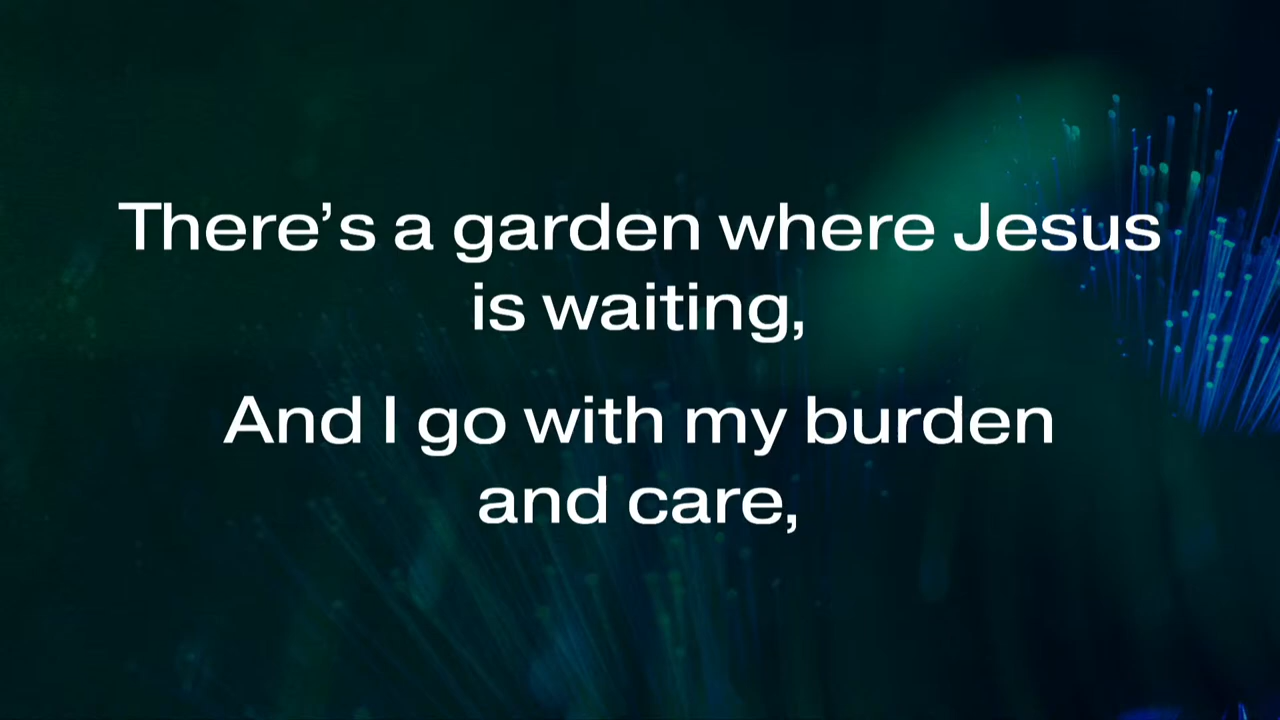 There’s a garden where Jesus
is waiting,
And I go with my burden
and care,